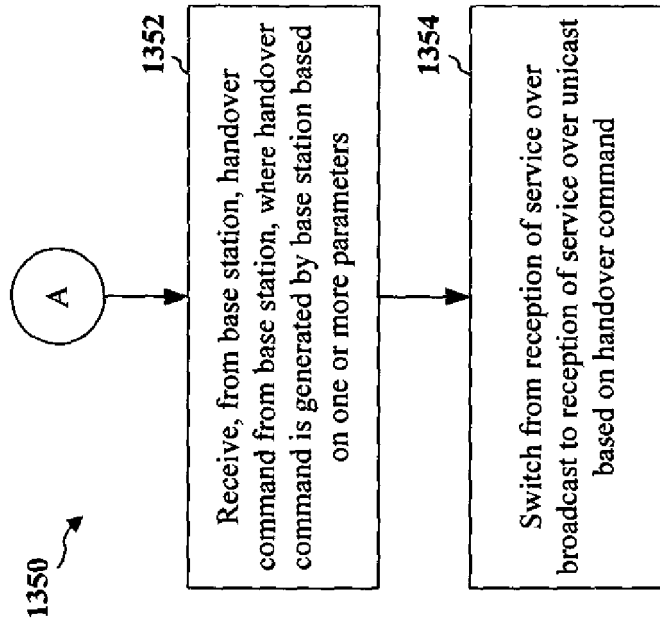 1350
A
1352
Receive, from base station, handover
command from base station, where handover
command is generated by base station based
on one or more parameters
1354
Switch from reception of service over
broadcast to reception of service over unicast
based on handover command